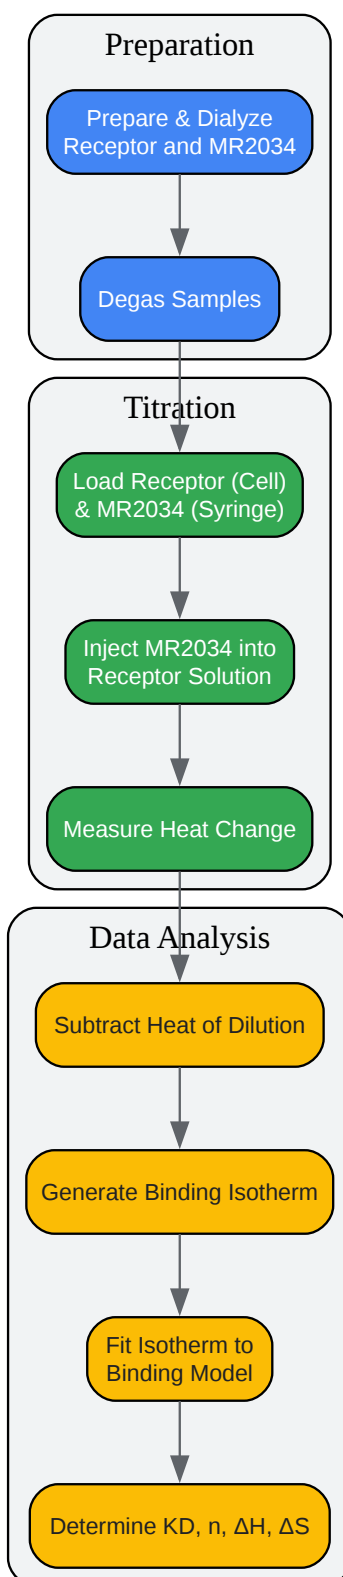 Preparation
Prepare & Dialyze
Receptor and MR2034
Degas Samples
Titration
Load Receptor (Cell)
& MR2034 (Syringe)
Inject MR2034 into
Receptor Solution
Measure Heat Change
Data Analysis
Subtract Heat of Dilution
Generate Binding Isotherm
Fit Isotherm to
Binding Model
Determine KD, n, ΔH, ΔS